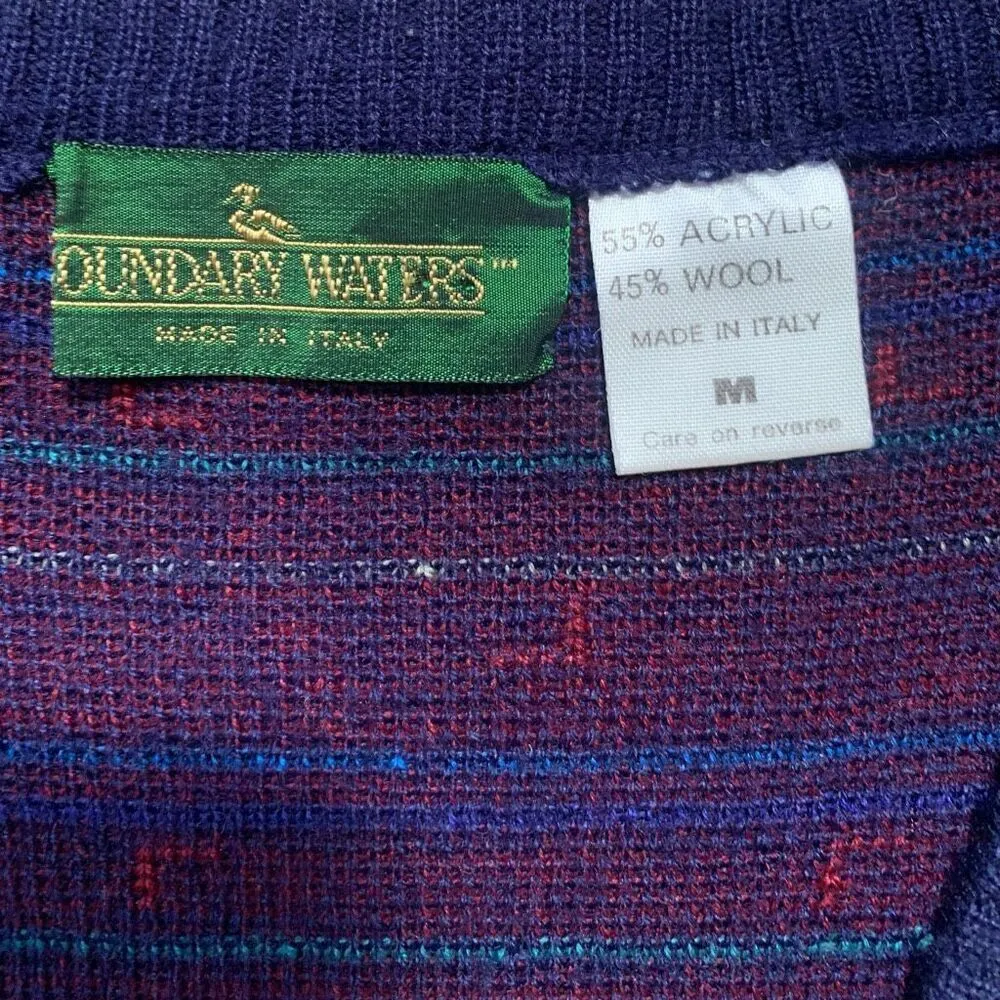 OUNDARY WATERS™
MADE IN ITALY
55% ACRYLIC
45% WOOL
MADE IN ITALY
M
Care on reverse